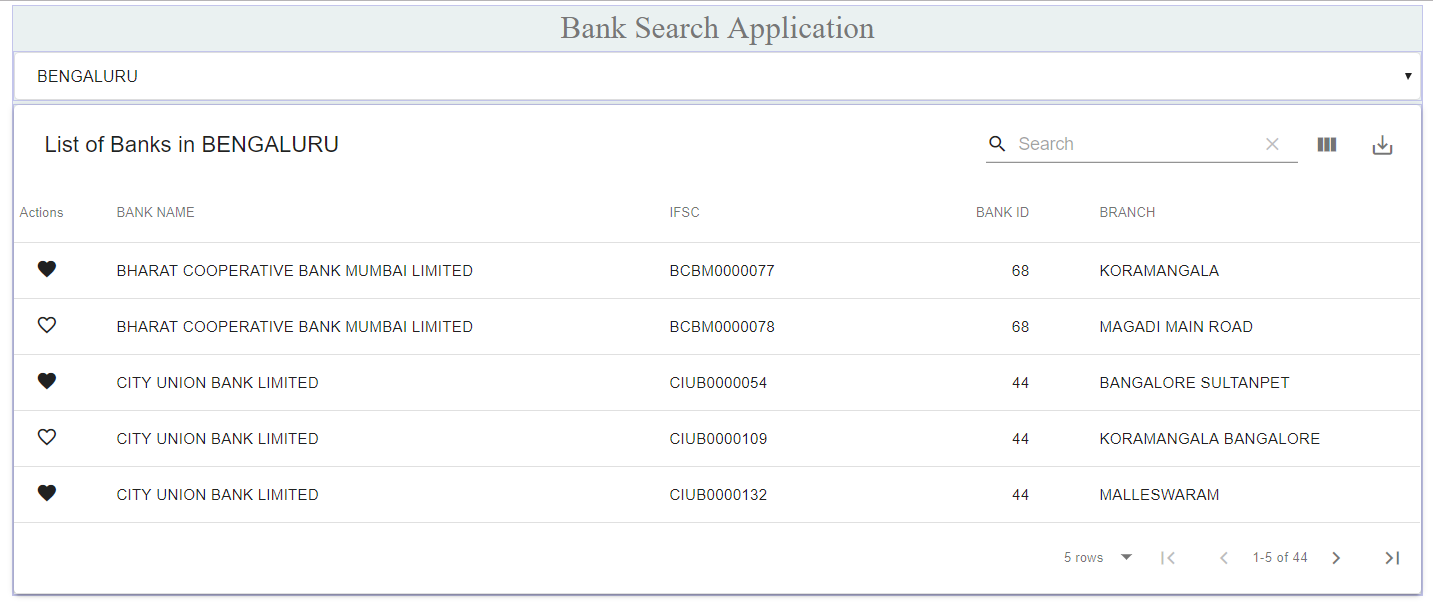 Bank Search Application
BENGALURU
List of Banks in BENGALURU
Search
Actions BANK NAME IFSC BANK ID BRANCH
BHARAT COOPERATIVE BANK MUMBAI LIMITED BCBM0000077 68 KORAMANGALA
BHARAT COOPERATIVE BANK MUMBAI LIMITED BCBM0000078 68 MAGADI MAIN ROAD
CITY UNION BANK LIMITED CIUB0000054 44 BANGALORE SULTANPET
CITY UNION BANK LIMITED CIUB0000109 44 KORAMANGALA BANGALORE
CITY UNION BANK LIMITED CIUB0000132 44 MALLESWARAM
5 rows 1-5 of 44